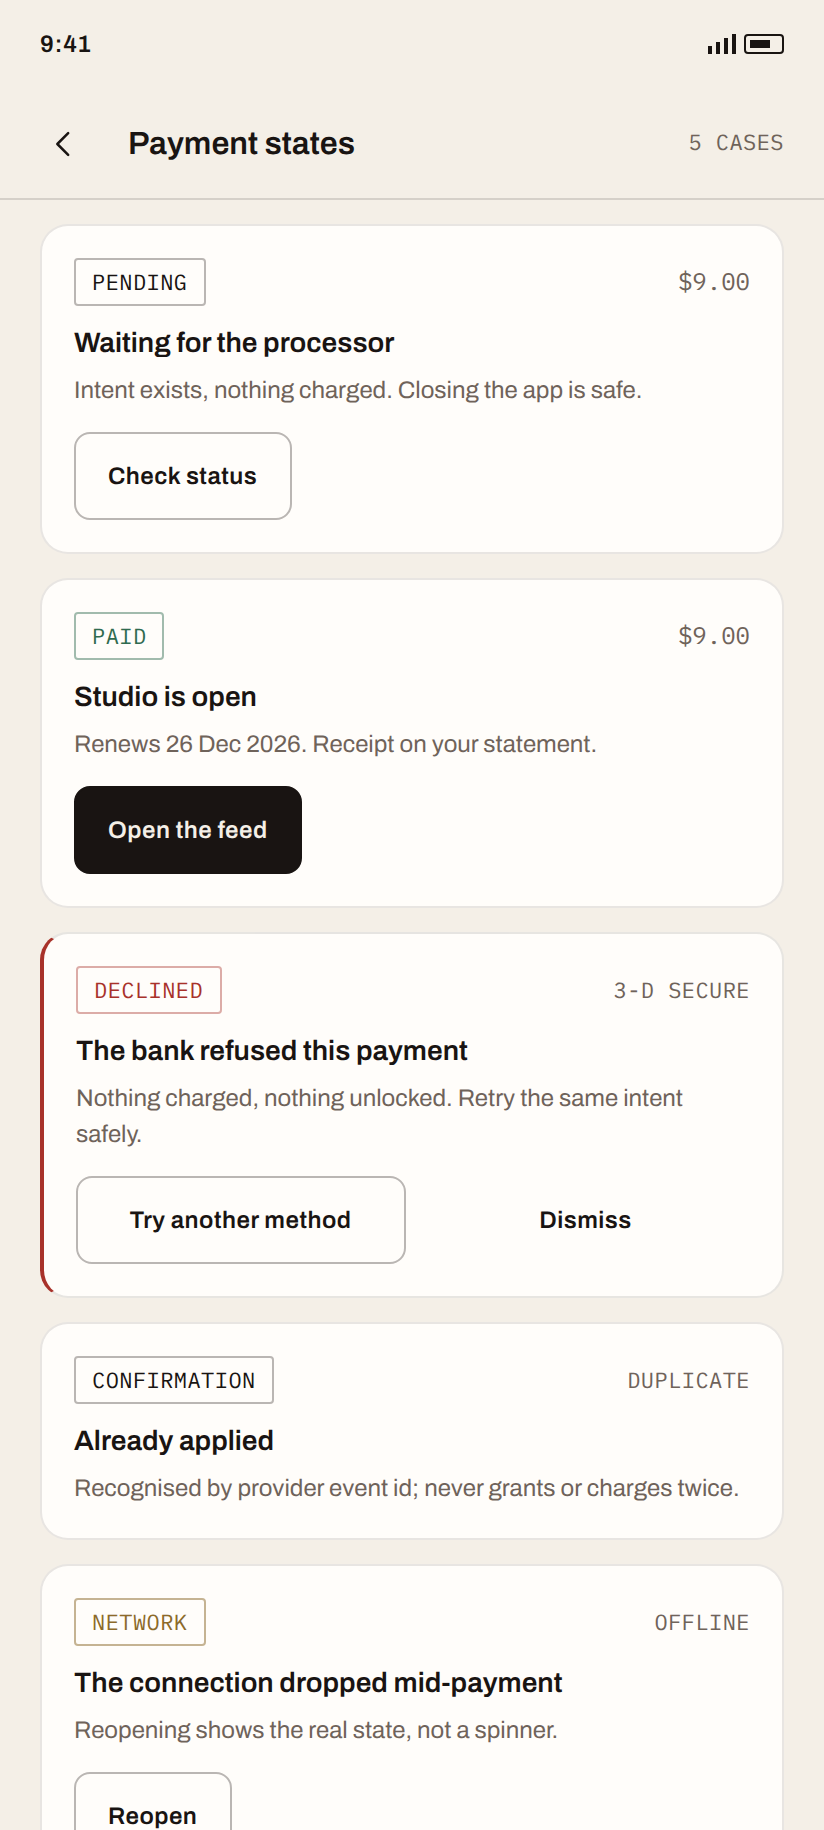 9:41
Payment states
5 CASES
PENDING
$9.00
Waiting for the processor
Intent exists, nothing charged. Closing the app is safe.
Check status
PAID
$9.00
Studio is open
Renews 26 Dec 2026. Receipt on your statement.
Open the feed
DECLINED
3-D SECURE
The bank refused this payment
Nothing charged, nothing unlocked. Retry the same intent
safely.
Try another method
Dismiss
CONFIRMATION
DUPLICATE
Already applied
Recognised by provider event id; never grants or charges twice.
NETWORK
OFFLINE
The connection dropped mid-payment
Reopening shows the real state, not a spinner.
Reopen